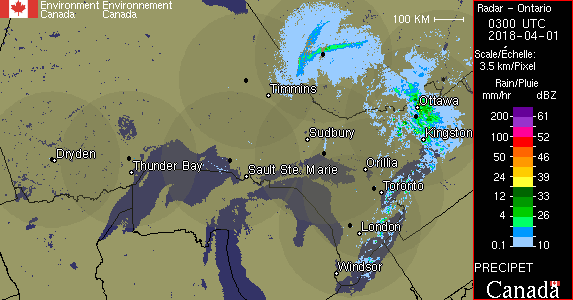 Environment Environnement
Canada Canada
100 KM
Timmins
Ottawa
Sudbury
Kingston
Dryden
Thunder Bay
Sault Ste. Marie
Orillia
Toronto
London
Windsor
Radar - Ontario
0300 UTC
2018-04-01
Scale/Échelle:
3.5 km/Pixel
Rain/Pluie
mm/hr dBZ
200 61
100 52
50 46
24 39
12 33
4 26
0.1 10
PRECIPET
Canada